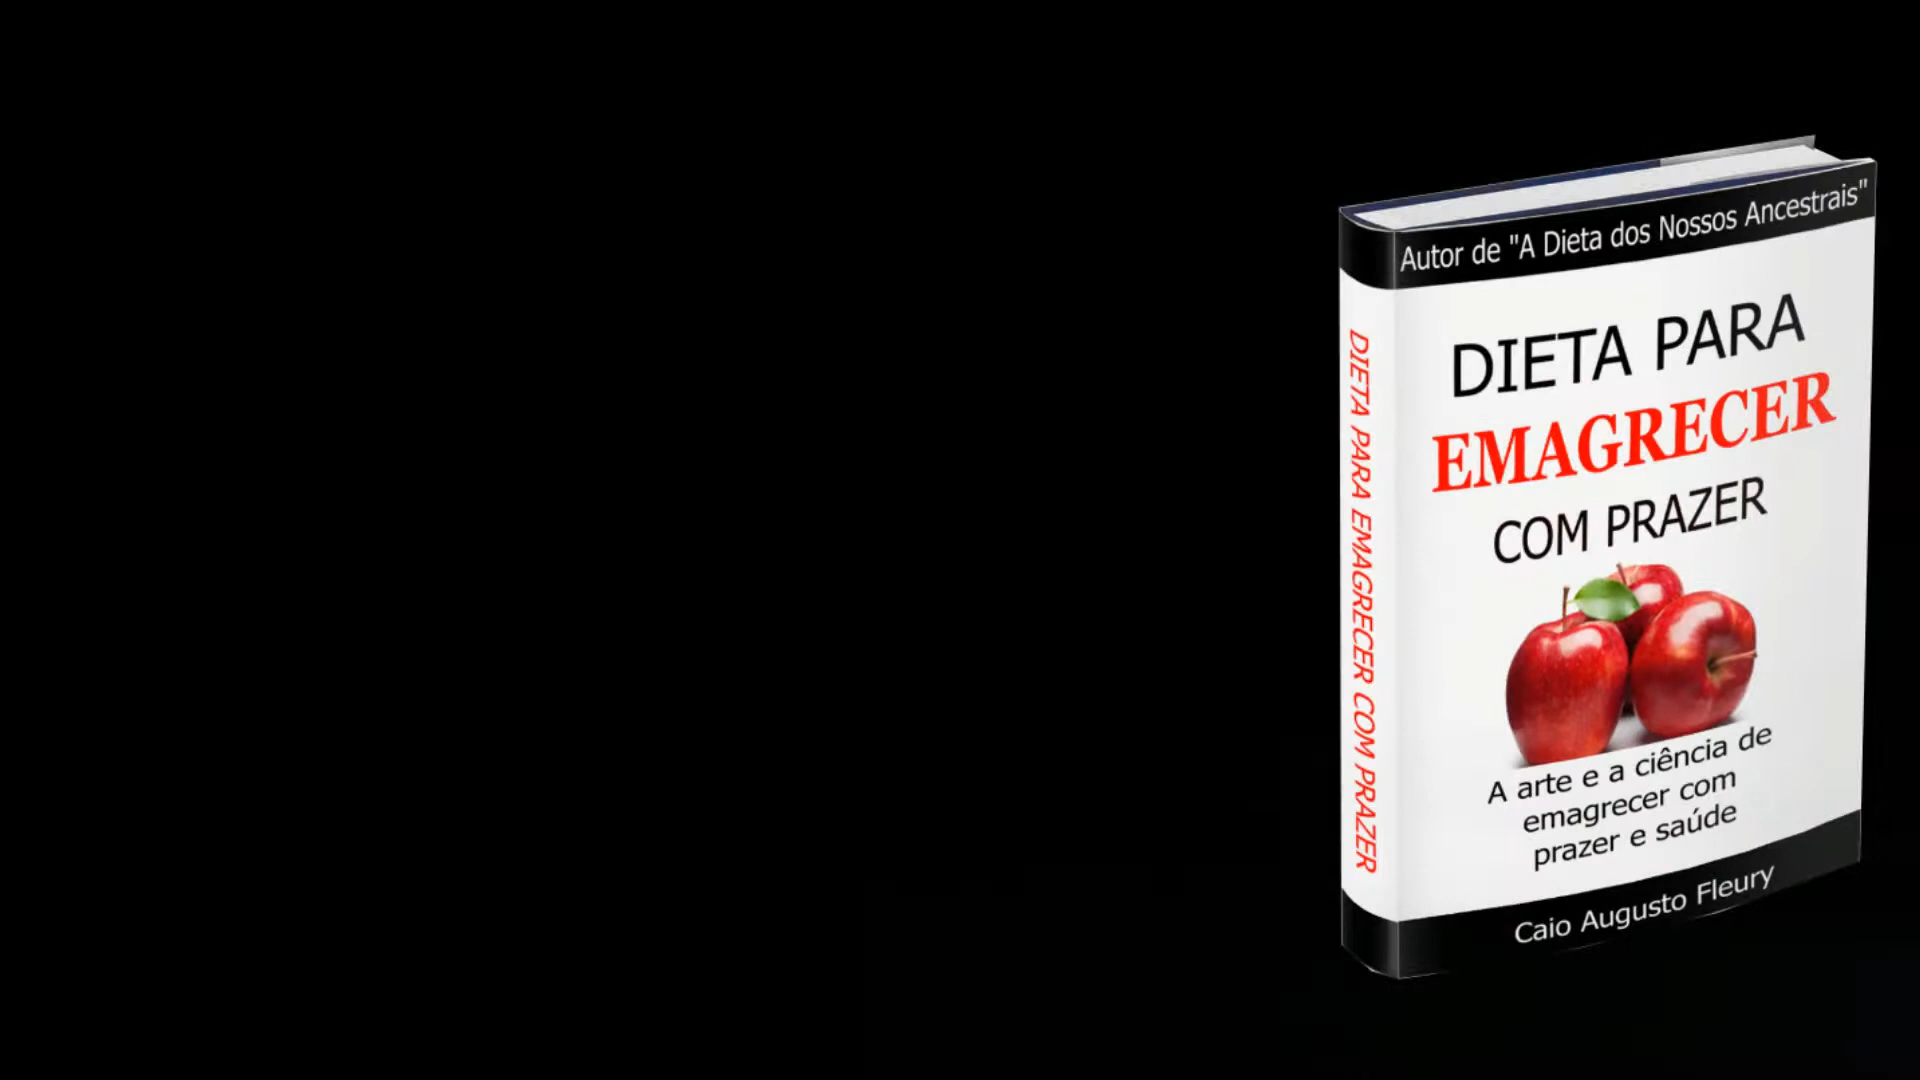 Autor de "A Dieta dos Nossos Ancestrais"
DIETA PARA
EMAGRECER
COM PRAZER
A arte e a ciência de
emagrecer com
prazer e saúde
Caio Augusto Fleury
DIETA PARA EMAGRECER COM PRAZER